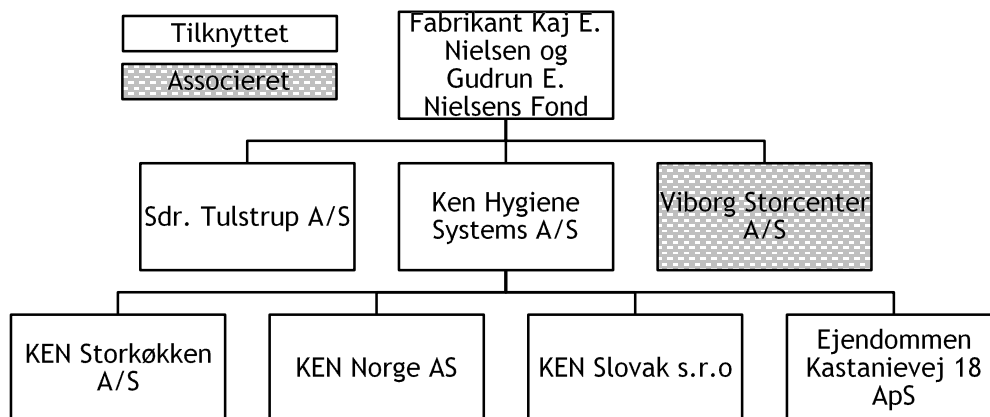 Tilknyttet
Associeret
Fabrikant Kaj E.
Nielsen og
Gudrun E.
Nielsens Fond
Sdr. Tulstrup A/S
Ken Hygiene
Systems A/S
Viborg Storcenter
A/S
KEN Storkøkken
A/S
KEN Norge AS
KEN Slovak s.r.o
Ejendommen
Kastanievej 18
ApS